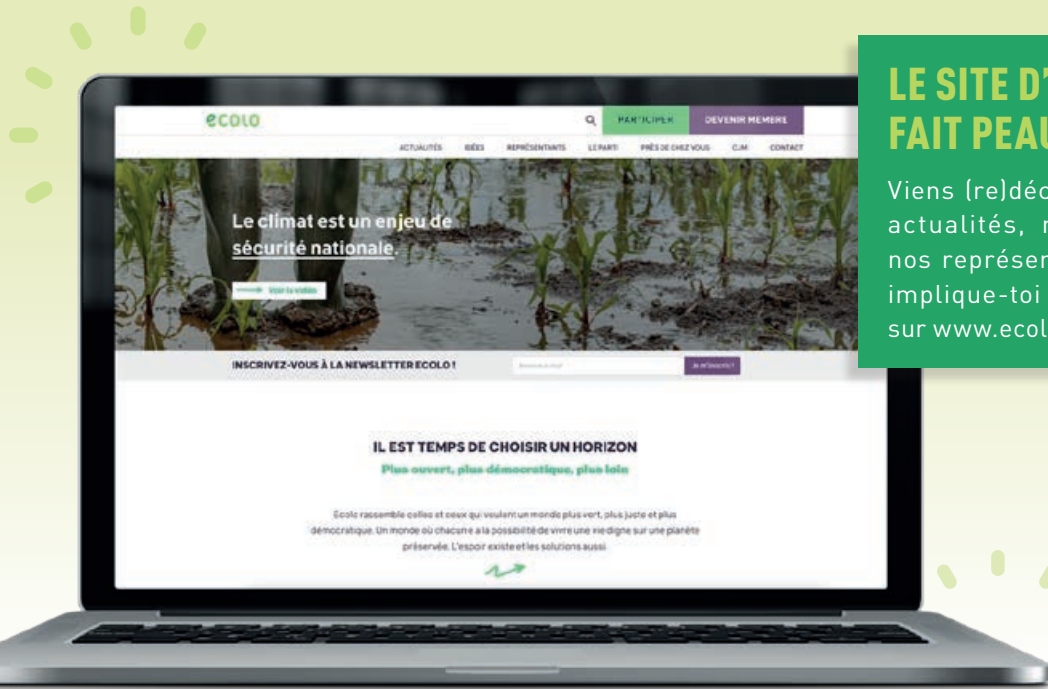 ecolo
PARTICIPER
DEVENIR MEMBRE
ACTUALITÉS
IDÉES
REPRÉSENTANTS
LE PARTI
PRÈS DE CHEZ VOUS
CONTACT
Le climat est un enjeu de
sécurité nationale.
Voir la vidéo
INSCRIVEZ-VOUS À LA NEWSLETTER ECOLO !
Je m'inscris !
IL EST TEMPS DE CHOISIR UN HORIZON
Plus ouvert, plus démocratique, plus loin
Ecolo rassemble celles et ceux qui veulent un monde plus vert, plus juste et plus
démocratique. Un monde où chacun·e a la possibilité de vivre une vie digne sur une planète
préservée. L'espoir existe et les solutions aussi.
LE SITE D'
FAIT PEAU
Viens (re)déc
actualités,
nos représen
implique-toi
sur www.ecol